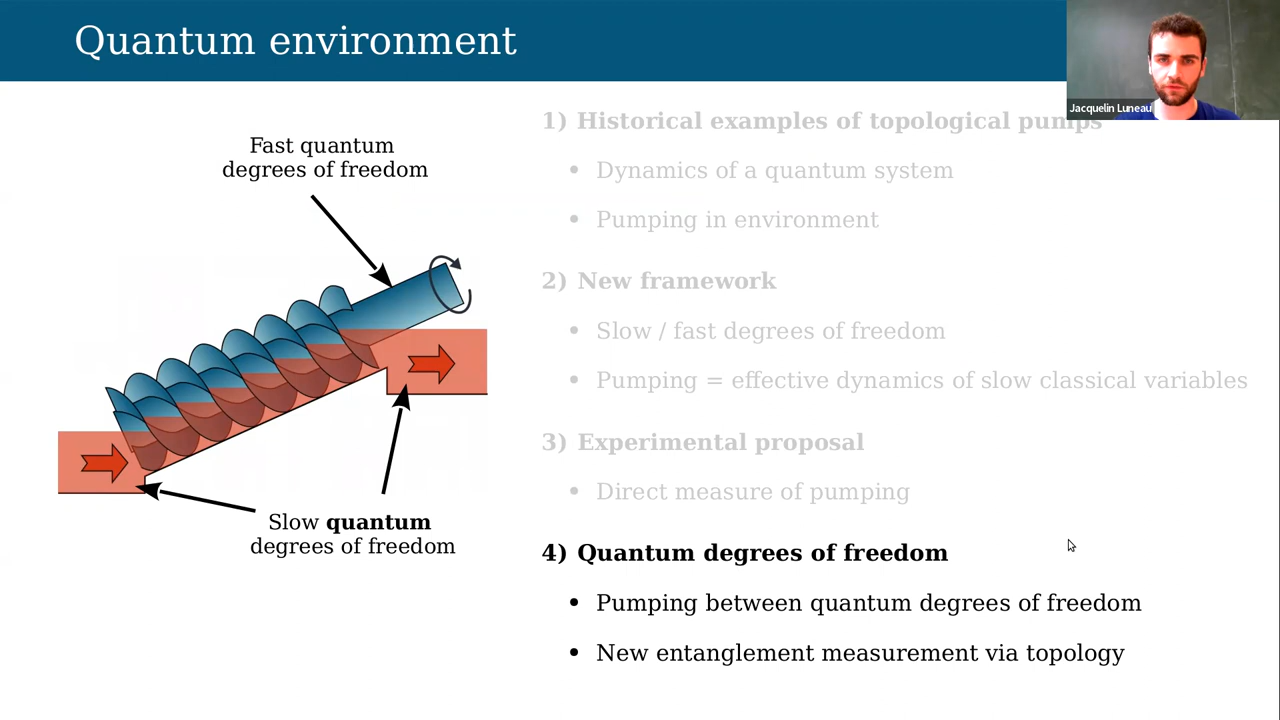 Quantum environment
Jacquelin Luneau
Fast quantum
degrees of freedom
Slow quantum
degrees of freedom
1) Historical examples of topological pumps
• Dynamics of a quantum system
• Pumping in environment
2) New framework
• Slow / fast degrees of freedom
• Pumping = effective dynamics of slow classical variables
3) Experimental proposal
• Direct measure of pumping
4) Quantum degrees of freedom
• Pumping between quantum degrees of freedom
• New entanglement measurement via topology